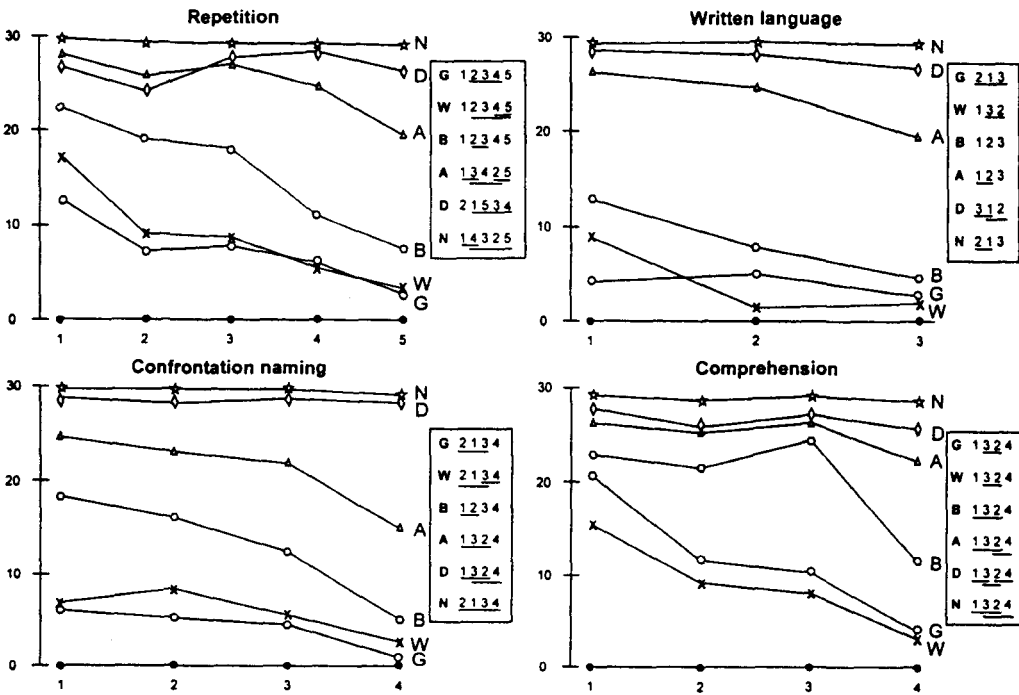 Repetition
30
20
10
0
1 2 3 4 5
N
D
A
B
W
G
G 1 2 3 4 5
W 1 2 3 4 5
B 1 2 3 4 5
A 1 3 4 2 5
D 2 1 5 3 4
N 1 4 3 2 5
Written language
30
20
10
0
1 2 3
N
D
A
B
G
W
G 2 1 3
W 1 3 2
B 1 2 3
A 1 2 3
D 3 1 2
N 2 1 3
Confrontation naming
30
20
10
0
1 2 3 4
N
D
A
B
W
G
G 2 1 3 4
W 2 1 3 4
B 1 2 3 4
A 1 3 2 4
D 1 3 2 4
N 2 1 3 4
Comprehension
30
20
10
0
1 2 3 4
N
D
A
B
G
W
G 1 3 2 4
W 1 3 2 4
B 1 3 2 4
A 1 3 2 4
D 1 3 2 4
N 1 3 2 4